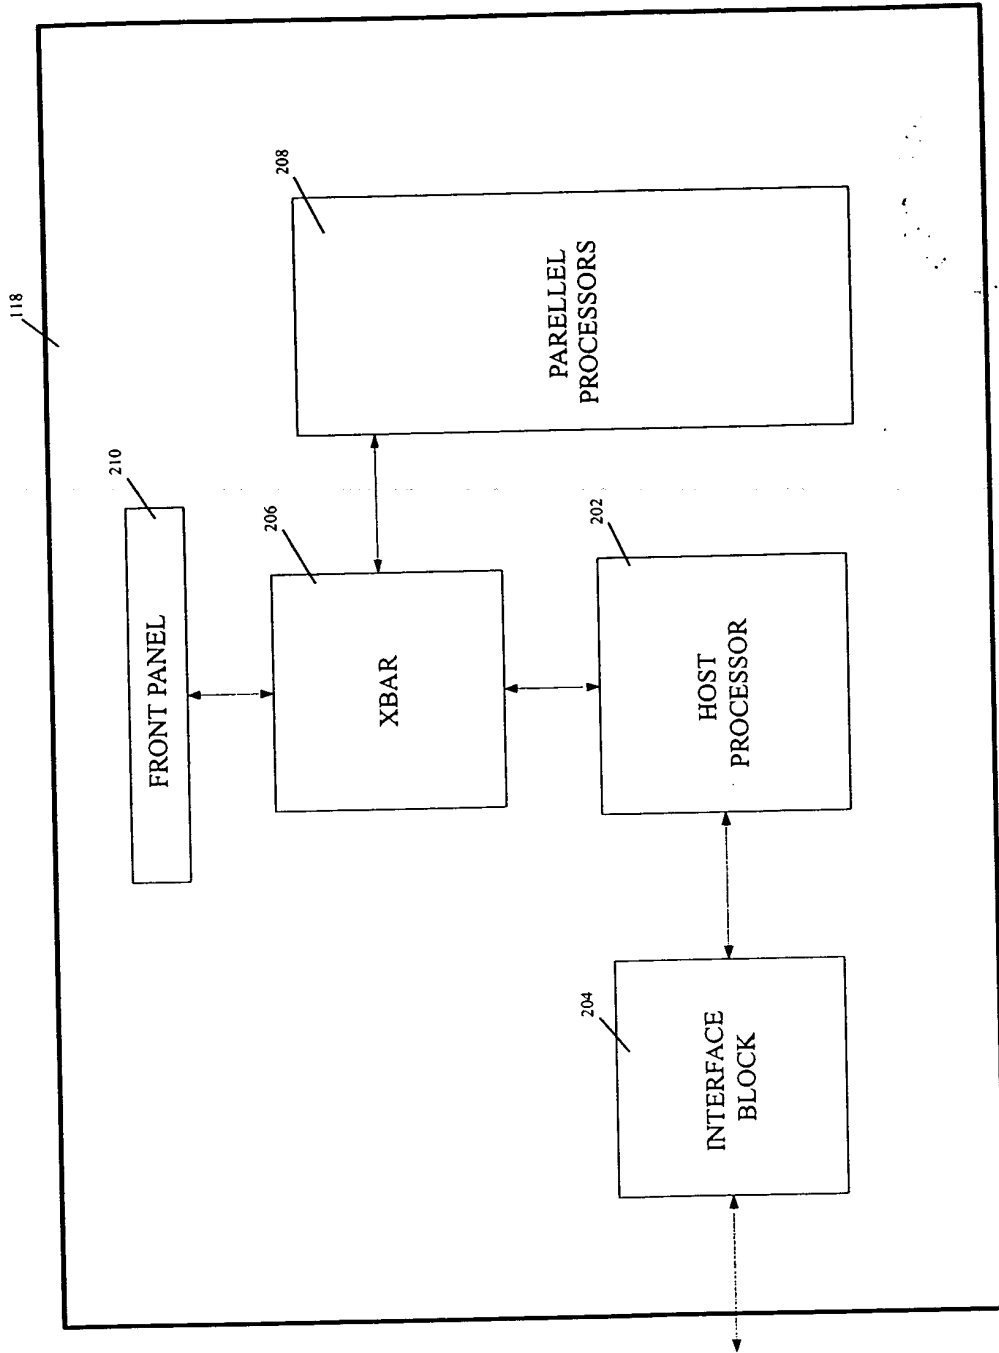 118
210
FRONT PANEL
206
XBAR
208
PARELLEL
PROCESSORS
202
HOST
PROCESSOR
204
INTERFACE
BLOCK